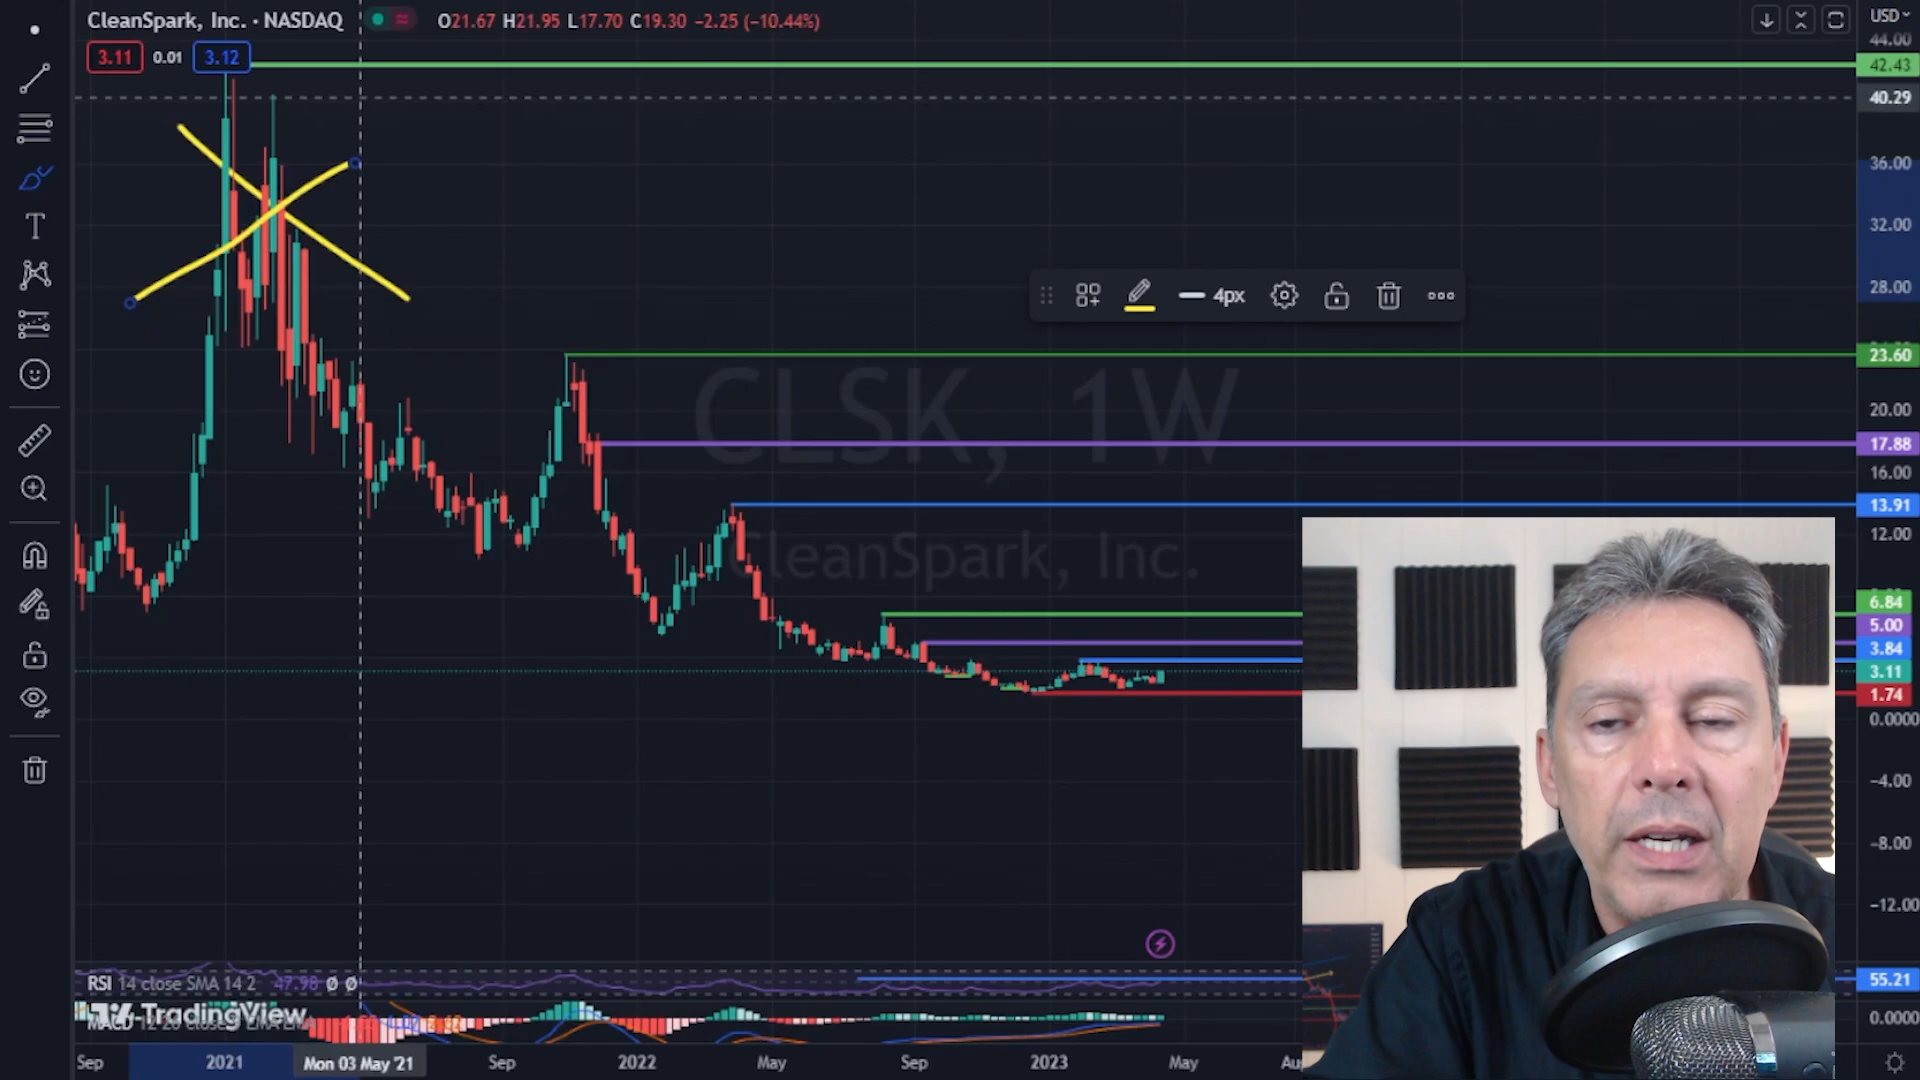 CleanSpark, Inc. · NASDAQ
O21.67 H21.95 L17.70 C19.30 −2.25 (−10.44%)
USD
3.11 0.01 3.12
44.00
42.43
40.29
36.00
32.00
28.00
4px
23.60
CLSK, 1W
20.00
17.88
16.00
13.91
12.00
CleanSpark, Inc.
6.84
5.00
3.84
3.11
1.74
0.0000
−4.00
−8.00
−12.00
RSI 14 close SMA 14 2 47.98 Ø Ø
55.21
TradingView
MACD
0.0000
Sep 2021 Mon 03 May '21 Sep 2022 May Sep 2023 May